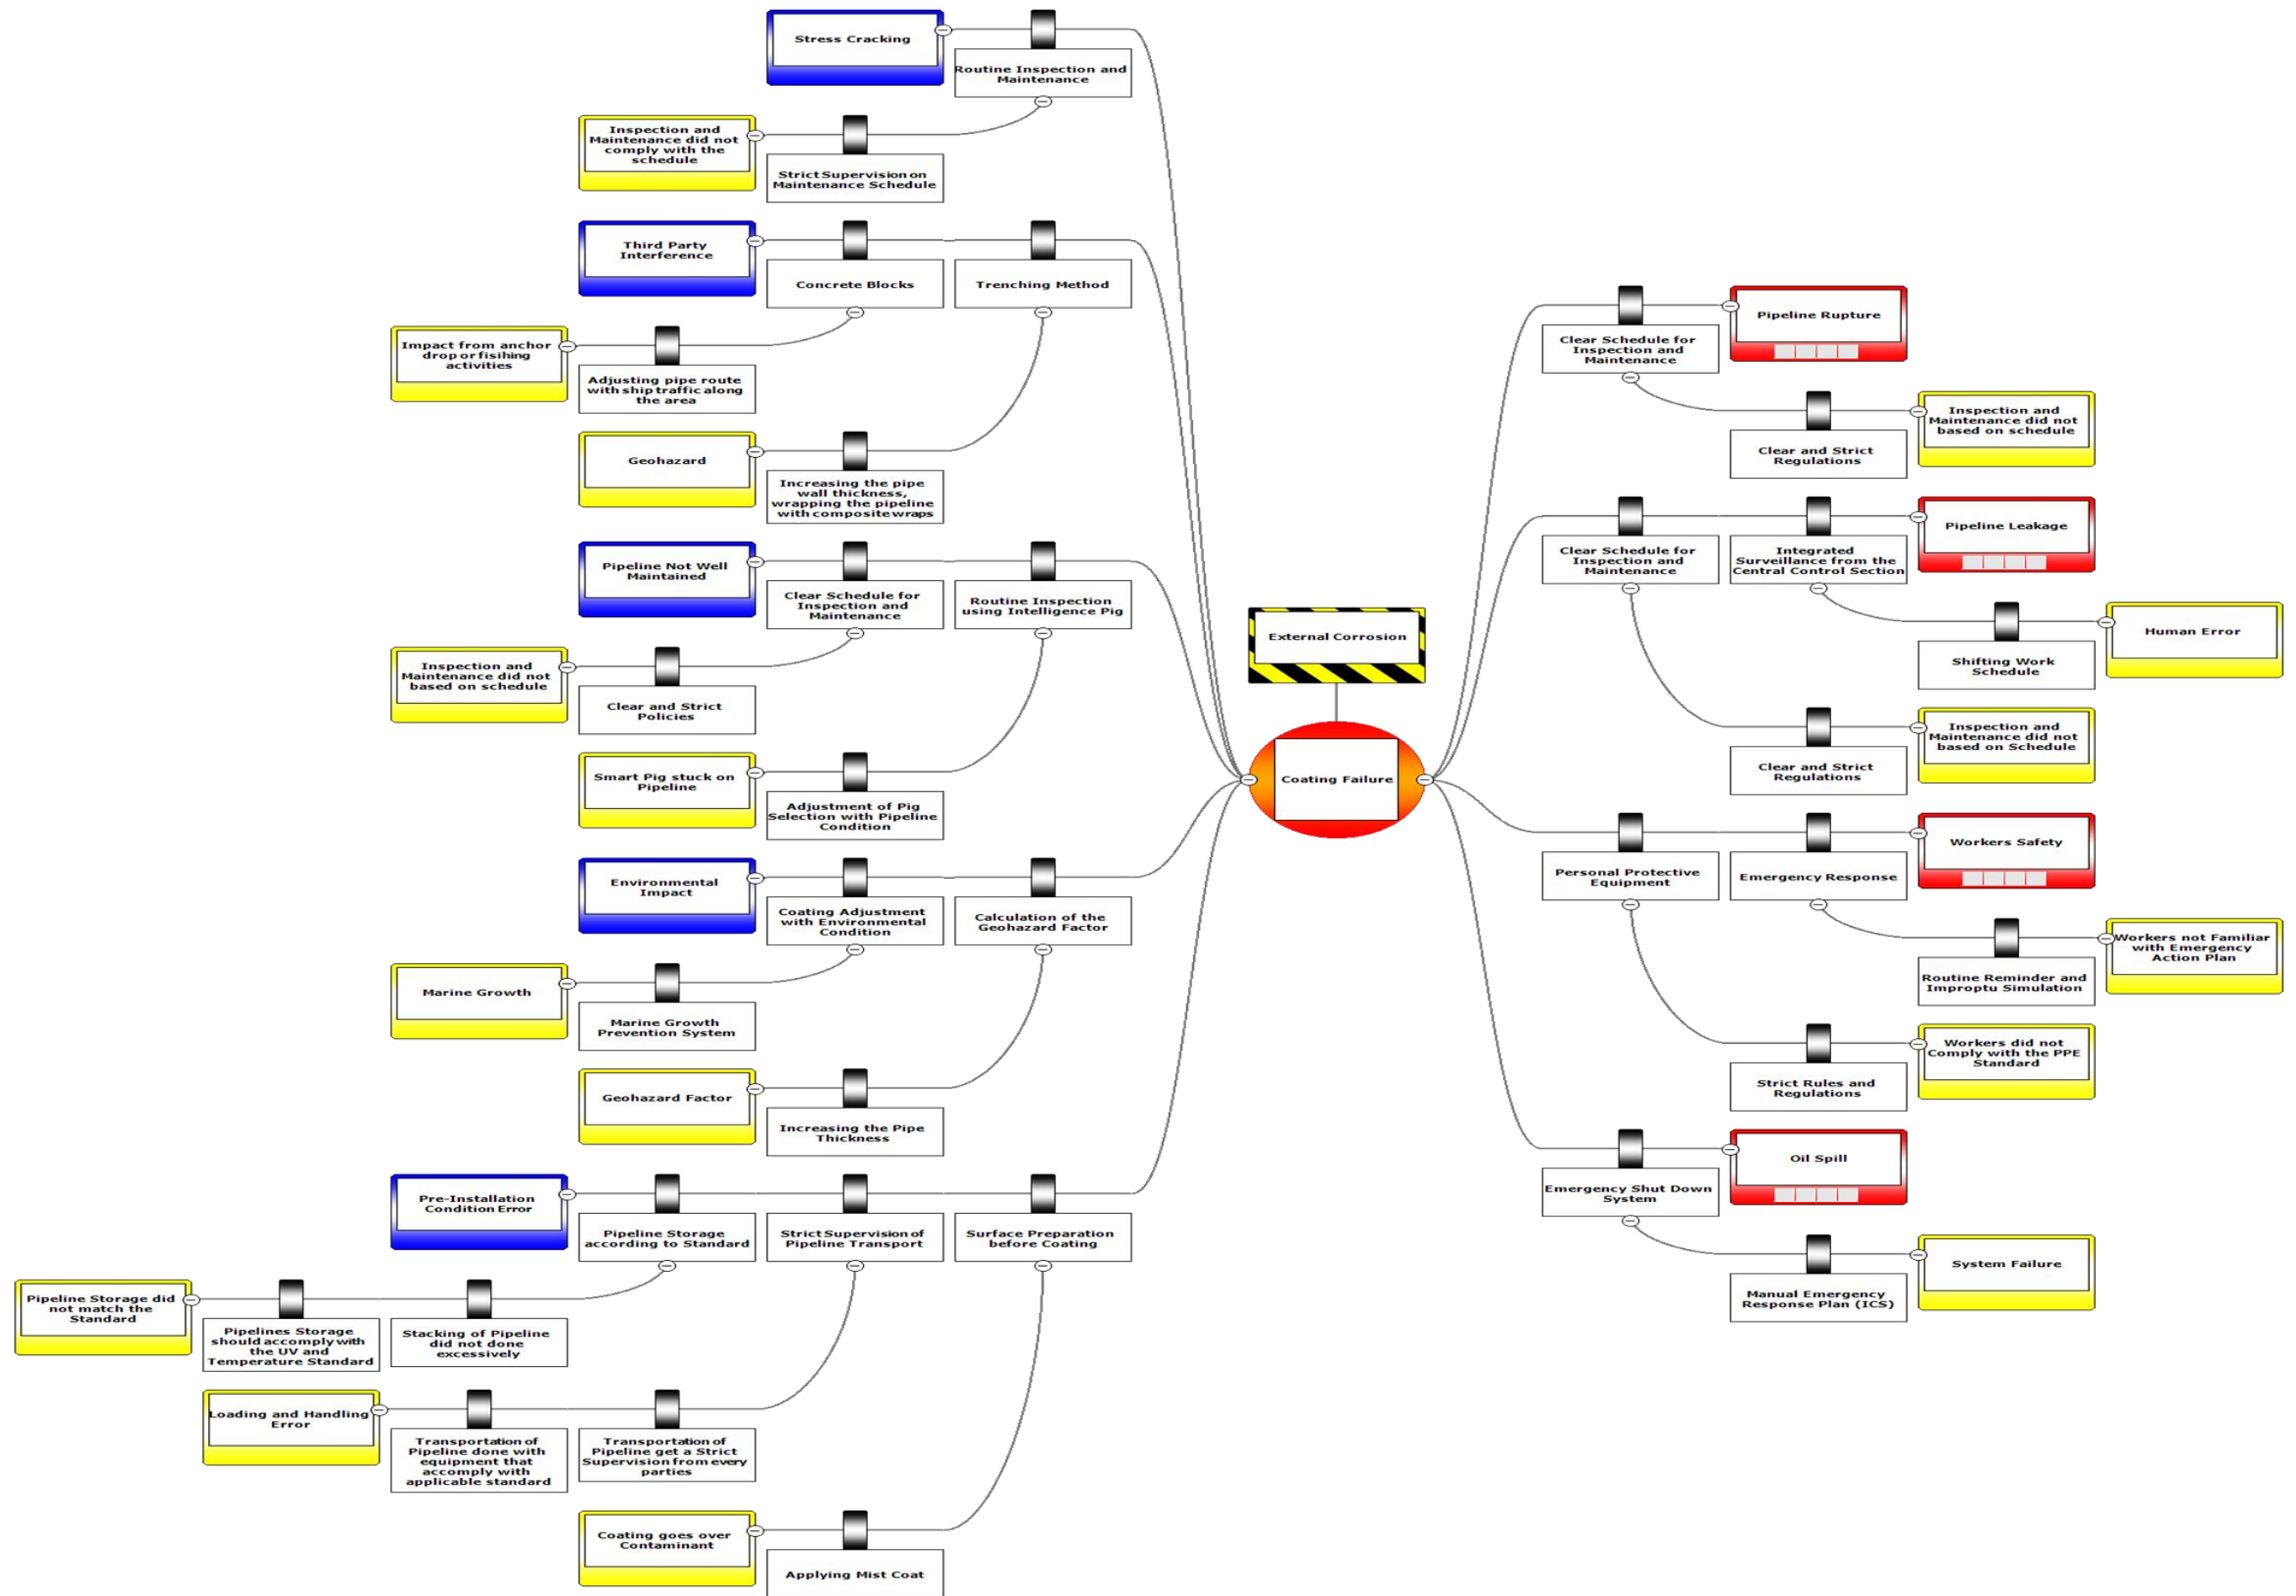 Stress Cracking
Routine Inspection and
Maintenance
Inspection and
Maintenance did not
comply with the
schedule
Strict Supervision on
Maintenance Schedule
Third Party
Interference
Concrete Blocks
Trenching Method
Impact from anchor
drop or fisihing
activities
Adjusting pipe route
with ship traffic along
the area
Geohazard
Increasing the pipe
wall thickness,
wrapping the pipeline
with composite wraps
Pipeline Not Well
Maintained
Clear Schedule for
Inspection and
Maintenance
Routine Inspection
using Intelligence Pig
Inspection and
Maintenance did not
based on schedule
Clear and Strict
Policies
Smart Pig stuck on
Pipeline
Adjustment of Pig
Selection with Pipeline
Condition
Environmental
Impact
Coating Adjustment
with Environmental
Condition
Calculation of the
Geohazard Factor
Marine Growth
Marine Growth
Prevention System
Geohazard Factor
Increasing the Pipe
Thickness
Pre-Installation
Condition Error
Pipeline Storage
according to Standard
Strict Supervision of
Pipeline Transport
Surface Preparation
before Coating
Pipeline Storage did
not match the
Standard
Pipelines Storage
should accomply with
the UV and
Temperature Standard
Stacking of Pipeline
did not done
excessively
Loading and Handling
Error
Transportation of
Pipeline done with
equipment that
accomply with
applicable standard
Transportation of
Pipeline get a Strict
Supervision from every
parties
Coating goes over
Contaminant
Applying Mist Coat
External Corrosion
Coating Failure
Clear Schedule for
Inspection and
Maintenance
Pipeline Rupture
Clear and Strict
Regulations
Inspection and
Maintenance did not
based on schedule
Clear Schedule for
Inspection and
Maintenance
Integrated
Surveillance from the
Central Control Section
Pipeline Leakage
Shifting Work
Schedule
Human Error
Clear and Strict
Regulations
Inspection and
Maintenance did not
based on Schedule
Personal Protective
Equipment
Emergency Response
Workers Safety
Routine Reminder and
Improptu Simulation
Workers not Familiar
with Emergency
Action Plan
Strict Rules and
Regulations
Workers did not
Comply with the PPE
Standard
Emergency Shut Down
System
Oil Spill
Manual Emergency
Response Plan (ICS)
System Failure